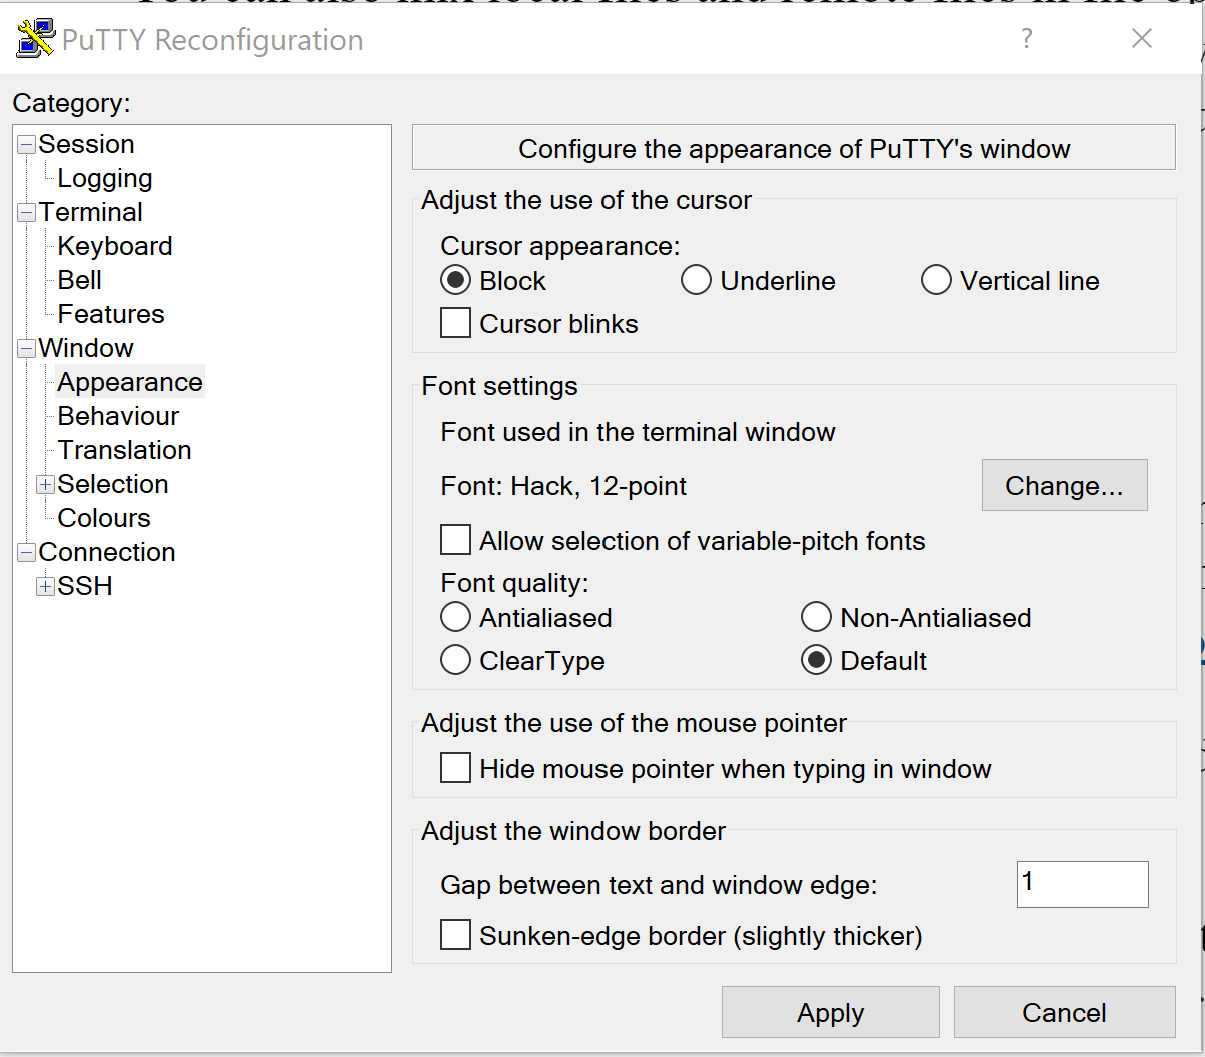 PuTTY Reconfiguration
?
Category:
Session
Logging
Terminal
Keyboard
Bell
Features
Window
Appearance
Behaviour
Translation
Selection
Colours
Connection
SSH
Configure the appearance of PuTTY's window
Adjust the use of the cursor
Cursor appearance:
Block Underline Vertical line
Cursor blinks
Font settings
Font used in the terminal window
Font: Hack, 12-point Change...
Allow selection of variable-pitch fonts
Font quality:
Antialiased Non-Antialiased
ClearType Default
Adjust the use of the mouse pointer
Hide mouse pointer when typing in window
Adjust the window border
Gap between text and window edge: 1
Sunken-edge border (slightly thicker)
Apply Cancel